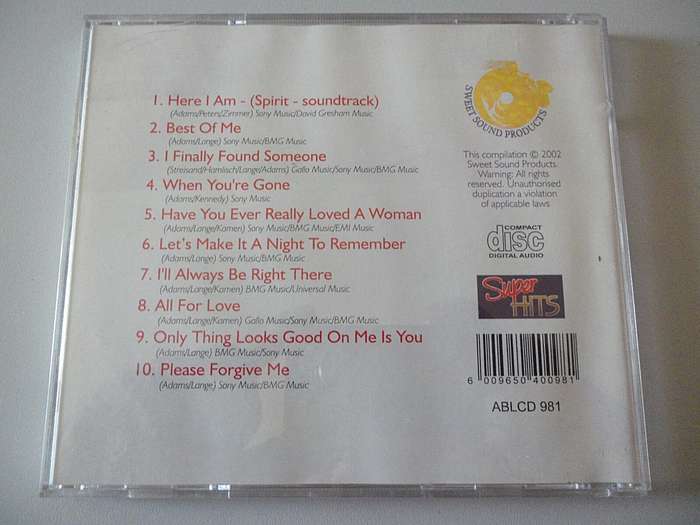 1. Here I Am - (Spirit - soundtrack)
(Adams/Peters/Zimmer) Sony Music/David Gresham Music
2. Best Of Me
(Adams/Lange) Sony Music/BMG Music
3. I Finally Found Someone
(Streisand/Hamlisch/Lange/Adams) Gallo Music/Sony Music/BMG Music
4. When You're Gone
(Adams/Kennedy) Sony Music
5. Have You Ever Really Loved A Woman
(Adams/Lange/Kamen) Sony Music/BMG Music/EMI Music
6. Let's Make It A Night To Remember
(Adams/Lange) Sony Music/BMG Music
7. I'll Always Be Right There
(Adams/Lange/Kamen) BMG Music/Universal Music
8. All For Love
(Adams/Lange/Kamen) Gallo Music/Sony Music/BMG Music
9. Only Thing Looks Good On Me Is You
(Adams/Lange) BMG Music/Sony Music
10. Please Forgive Me
(Adams/Lange) Sony Music/BMG Music
SWEET SOUND PRODUCTS
This compilation © 2002
Sweet Sound Products.
Warning: All rights
reserved. Unauthorised
duplication a violation
of applicable laws
COMPACT
disc
DIGITAL AUDIO
Super
HITS
6 009650 400981
ABLCD 981